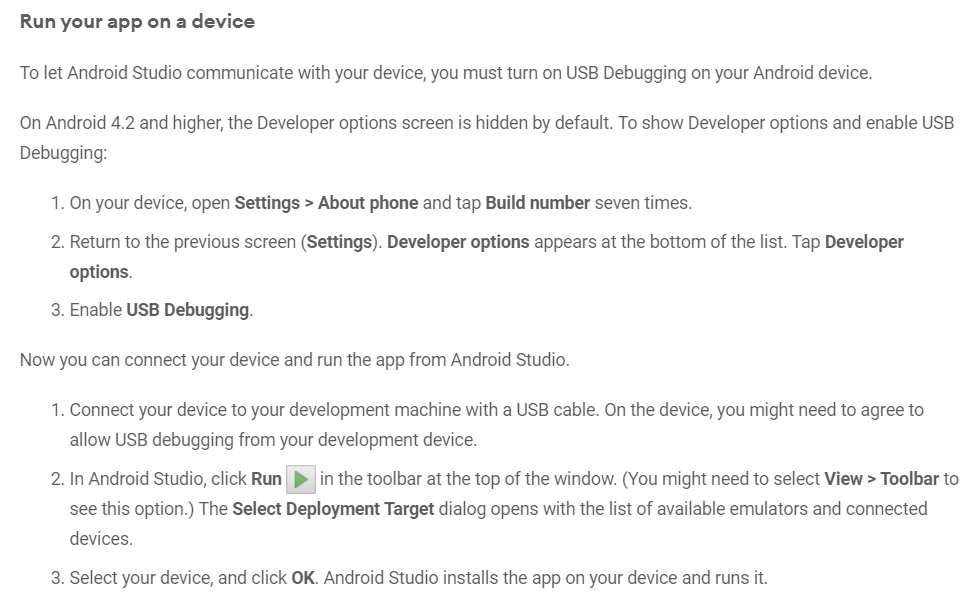 Run your app on a device
To let Android Studio communicate with your device, you must turn on USB Debugging on your Android device.
On Android 4.2 and higher, the Developer options screen is hidden by default. To show Developer options and enable USB
Debugging:
1. On your device, open Settings > About phone and tap Build number seven times.
2. Return to the previous screen (Settings). Developer options appears at the bottom of the list. Tap Developer
options.
3. Enable USB Debugging.
Now you can connect your device and run the app from Android Studio.
1. Connect your device to your development machine with a USB cable. On the device, you might need to agree to
allow USB debugging from your development device.
2. In Android Studio, click Run in the toolbar at the top of the window. (You might need to select View > Toolbar to
see this option.) The Select Deployment Target dialog opens with the list of available emulators and connected
devices.
3. Select your device, and click OK. Android Studio installs the app on your device and runs it.